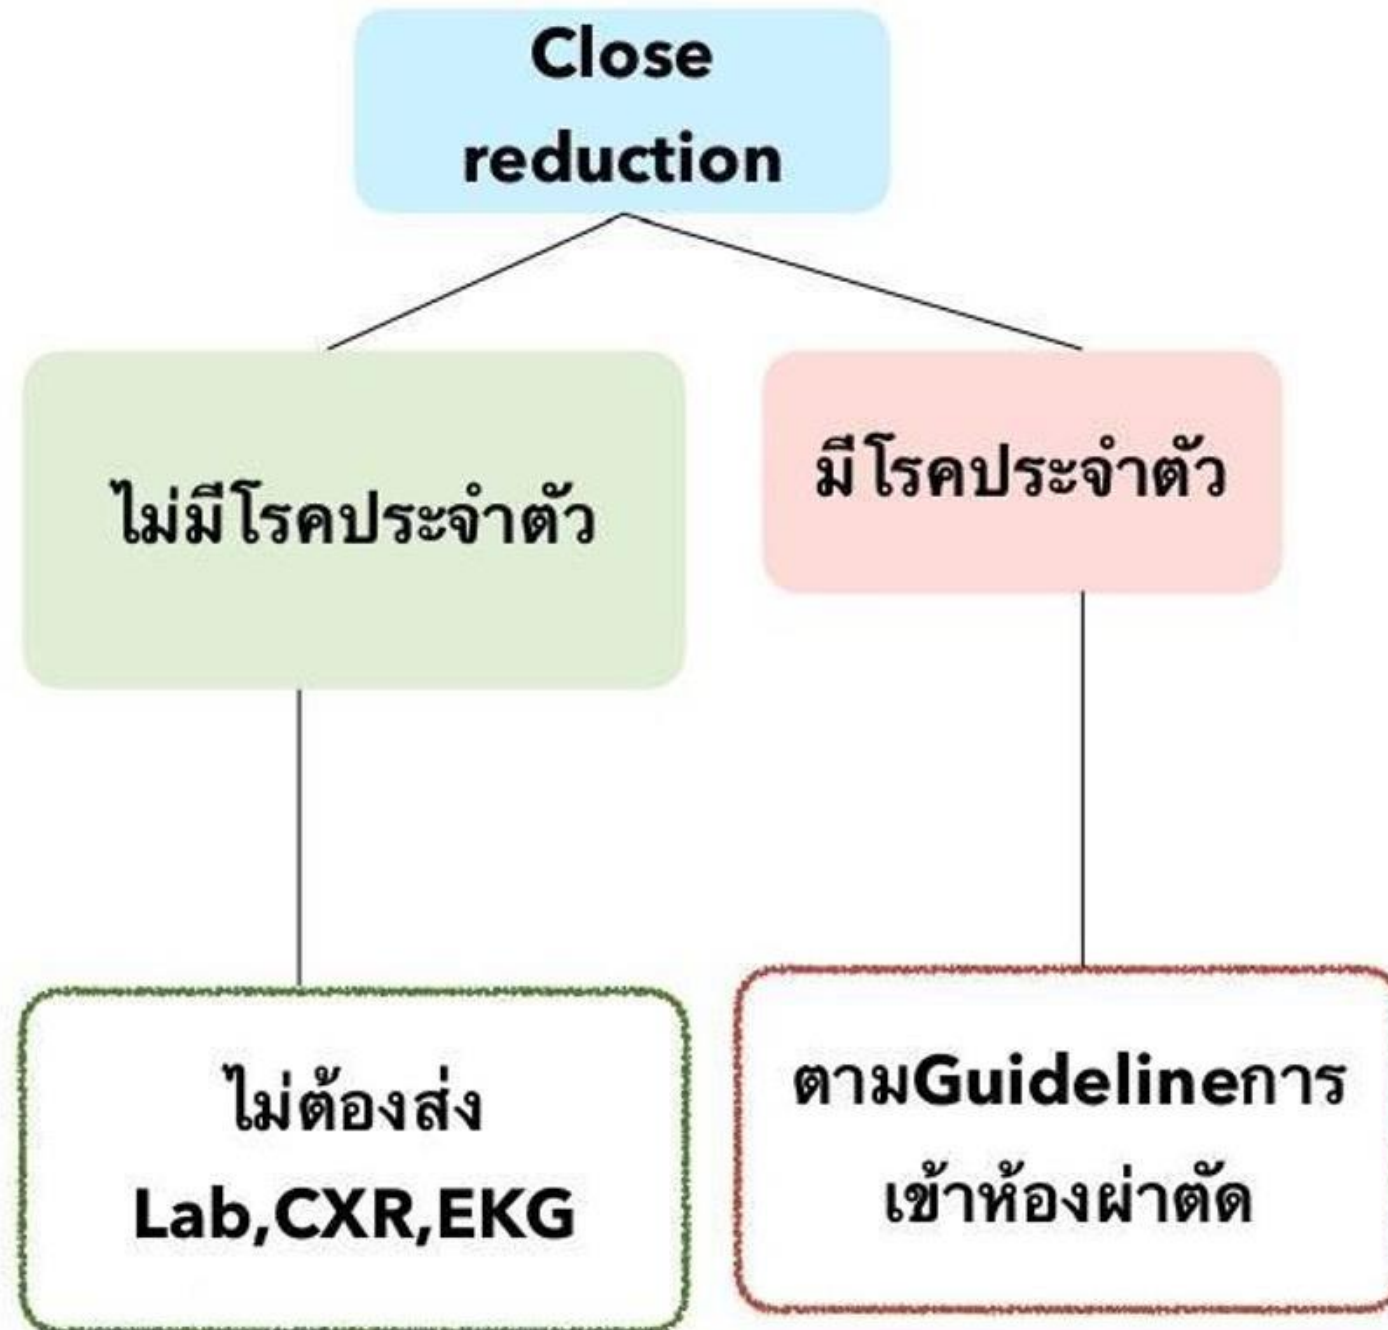 Close
reduction
ไม่มีโรคประจำตัว
มีโรคประจำตัว
ไม่ต้องส่ง
Lab,CXR,EKG
ตามGuidelineการ
เข้าห้องผ่าตัด